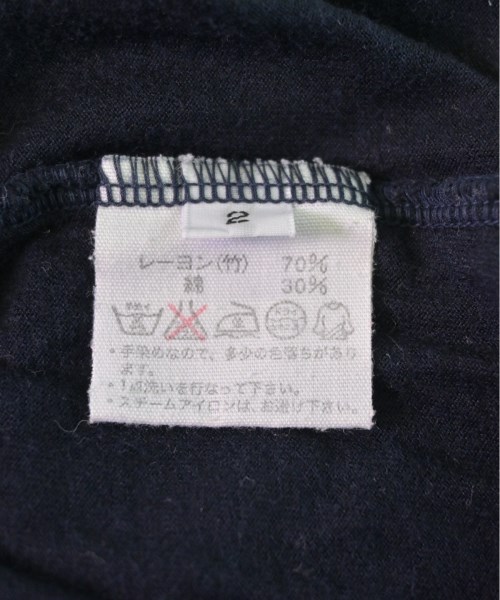 2
レーヨン(竹) 70%
綿 30%
・手染めなので、多少の色落ちがあり
ます。
・1点洗いを行なって下さい。
・スチームアイロンは、お避け下さい。